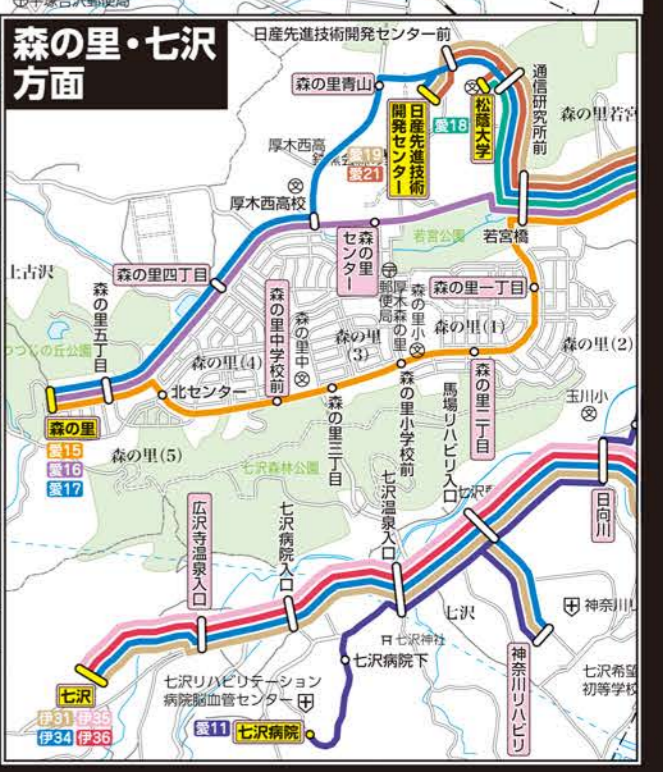 森の里・七沢
方面
日産先進技術開発センター前
森の里青山
日産先進技術
開発センター
愛18
松蔭大学
通信研究所前
森の里若宮
厚木西高
愛19
愛21
厚木西高校
森の里
センター
若宮公園
若宮橋
上古沢
森の里四丁目
森の里五丁目
つつじの丘公園
森の里
愛15
愛16
愛17
森の里(4)
北センター
森の里(5)
森の里中学校前
森の里中
森の里
(3)
森の里三丁目
厚木森の里
郵便局
森の里小
森の里小学校前
森の里一丁目
森の里(1)
森の里二丁目
森の里(2)
玉川小
七沢森林公園
馬場リハビリ入口
七沢
日向川
広沢寺温泉入口
七沢病院入口
七沢温泉入口
七沢
七沢神社
七沢病院下
神奈川リハビリ
神奈川リ
七沢希望
初等学校
七沢
伊31
伊35
伊34
伊36
七沢リハビリテーション
病院脳血管センター
愛11
七沢病院